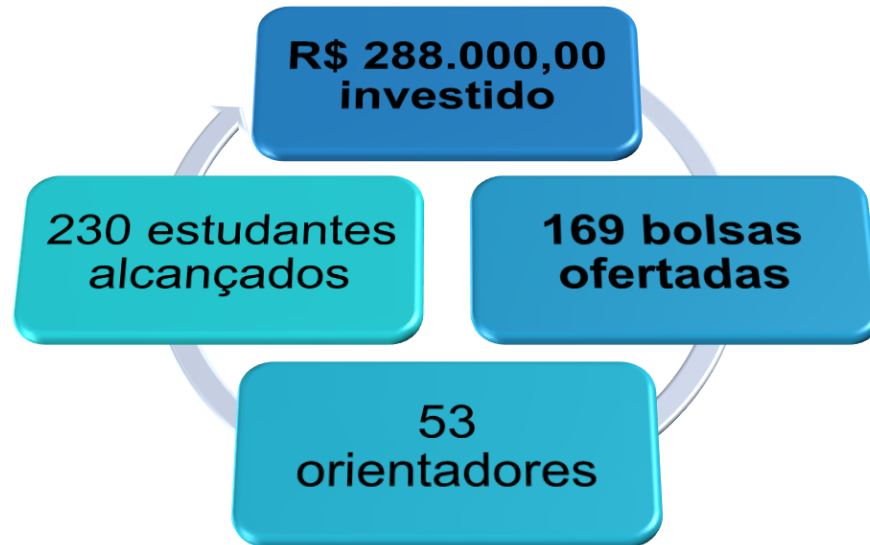 R$ 288.000,00
investido
169 bolsas
ofertadas
53
orientadores
230 estudantes
alcançados